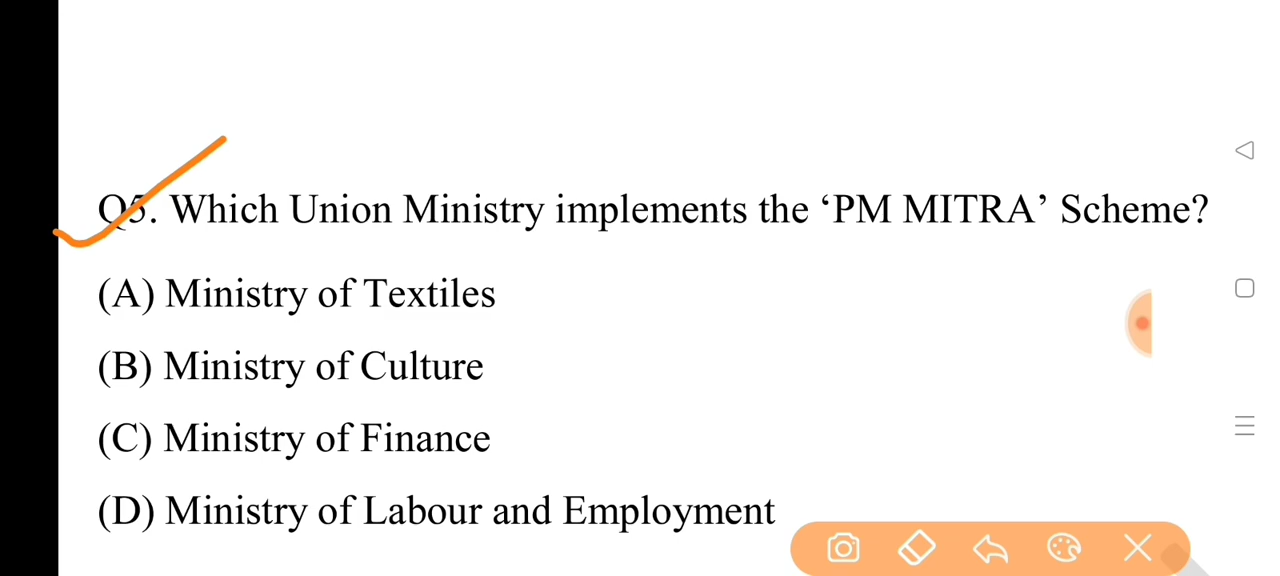 Q5. Which Union Ministry implements the ‘PM MITRA’ Scheme?
(A) Ministry of Textiles
(B) Ministry of Culture
(C) Ministry of Finance
(D) Ministry of Labour and Employment